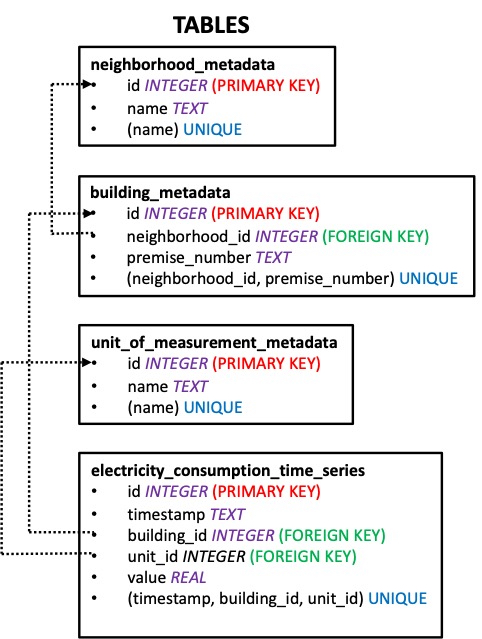 TABLES
neighborhood_metadata
• id INTEGER (PRIMARY KEY)
• name TEXT
• (name) UNIQUE
building_metadata
• id INTEGER (PRIMARY KEY)
• neighborhood_id INTEGER (FOREIGN KEY)
• premise_number TEXT
• (neighborhood_id, premise_number) UNIQUE
unit_of_measurement_metadata
• id INTEGER (PRIMARY KEY)
• name TEXT
• (name) UNIQUE
electricity_consumption_time_series
• id INTEGER (PRIMARY KEY)
• timestamp TEXT
• building_id INTEGER (FOREIGN KEY)
• unit_id INTEGER (FOREIGN KEY)
• value REAL
• (timestamp, building_id, unit_id) UNIQUE